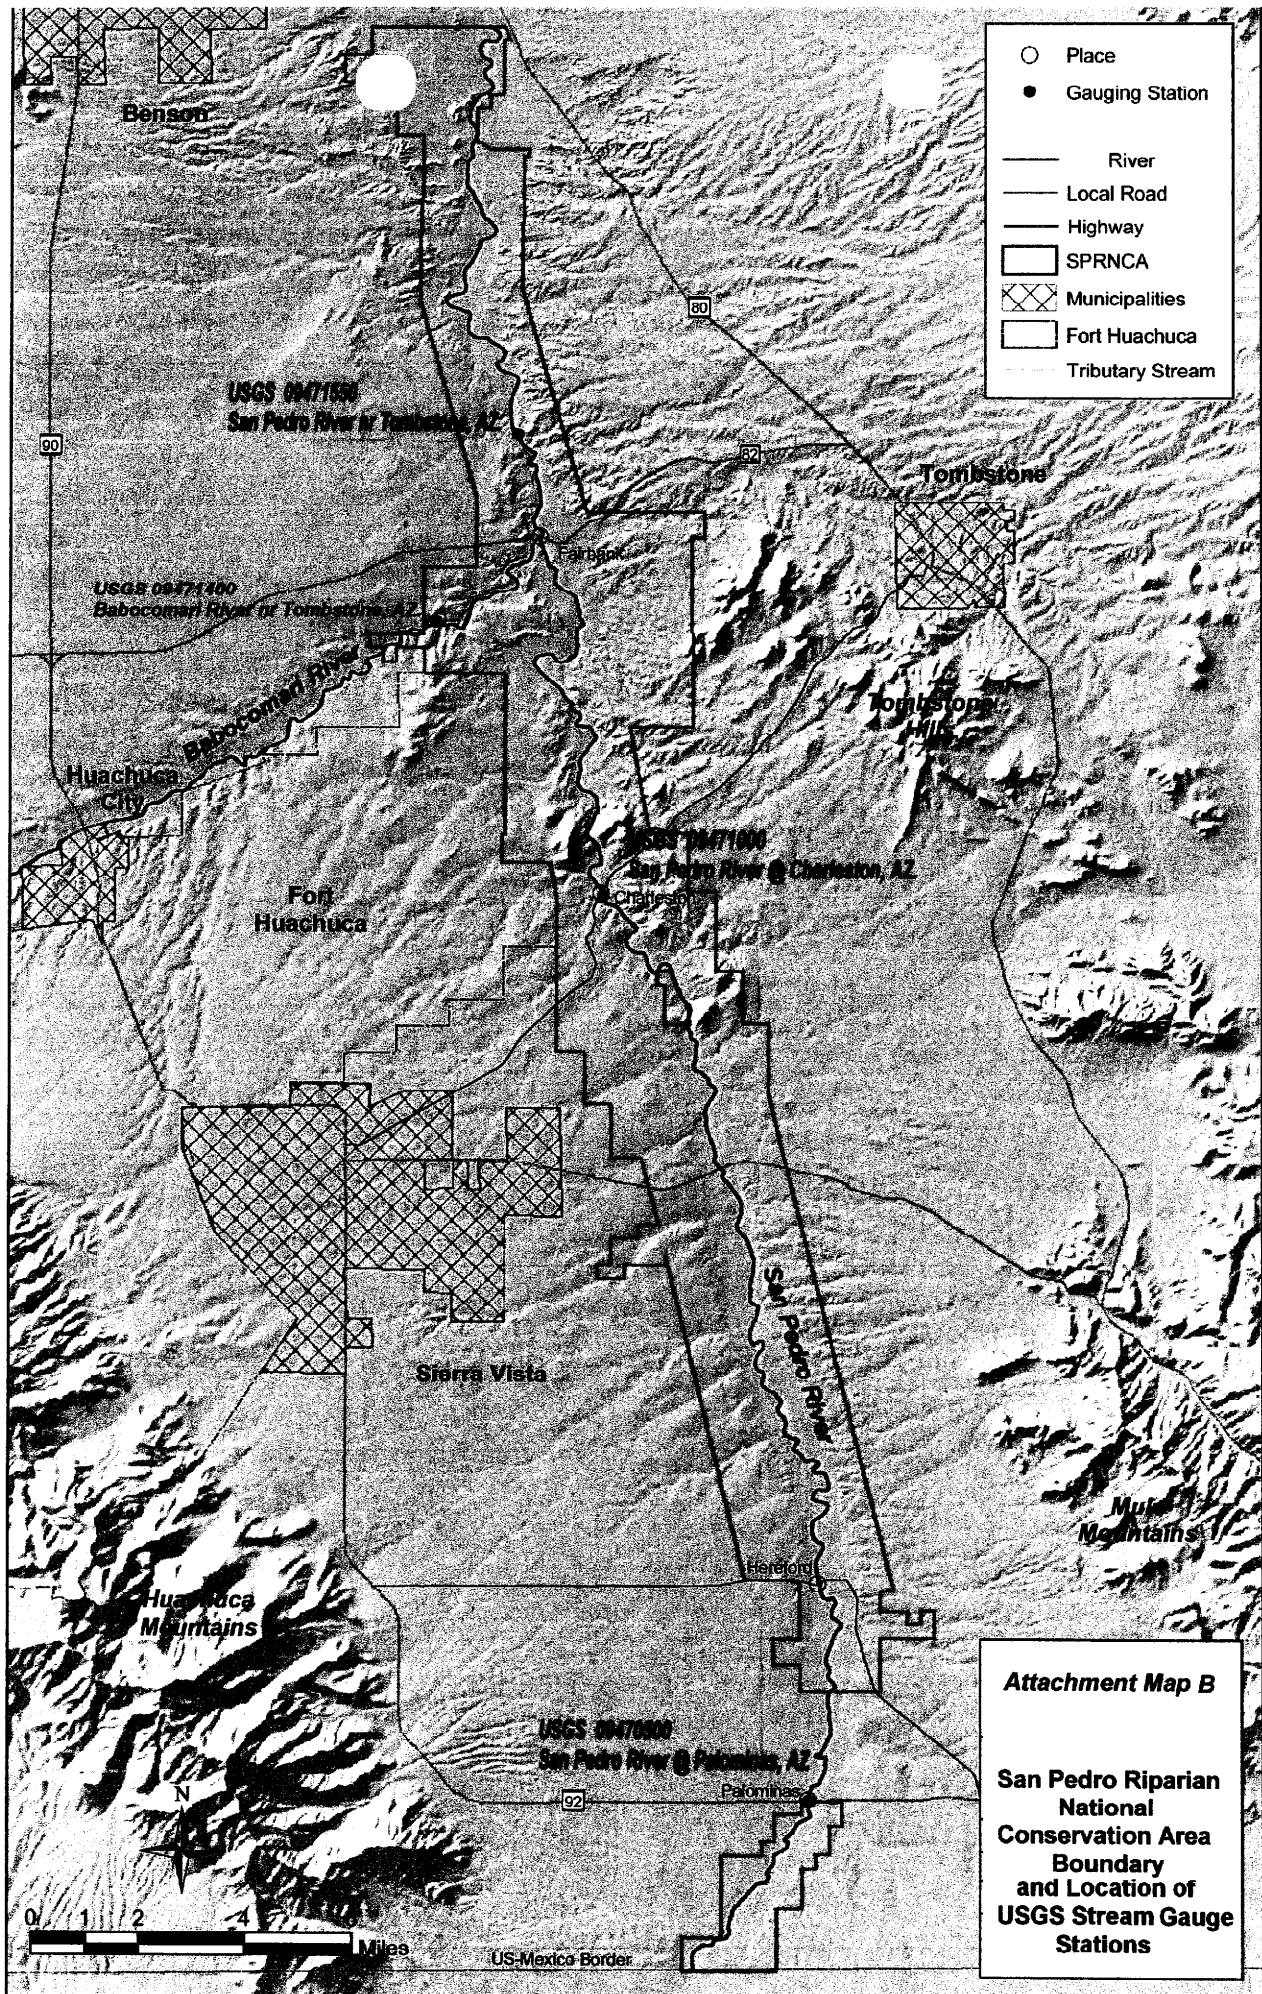 Place
Gauging Station
River
Local Road
Highway
SPRNCA
Municipalities
Fort Huachuca
Tributary Stream
Benson
80
USGS 09471550
San Pedro River nr Tombstone, AZ
90
82
Tombstone
Fairbank
USGS 09471400
Babocomari River nr Tombstone, AZ
Babocomari River
Tombstone
Hills
Huachuca
City
USGS 09471000
San Pedro River @ Charleston, AZ
Charleston
Fort
Huachuca
San Pedro River
Sierra Vista
Mule
Mountains
Hereford
Huachuca
Mountains
Attachment Map B
USGS 09470500
San Pedro River @ Palominas, AZ
Palominas
92
N
San Pedro Riparian
National
Conservation Area
Boundary
and Location of
USGS Stream Gauge
Stations
0 1 2 4 6
Miles
US-Mexico Border